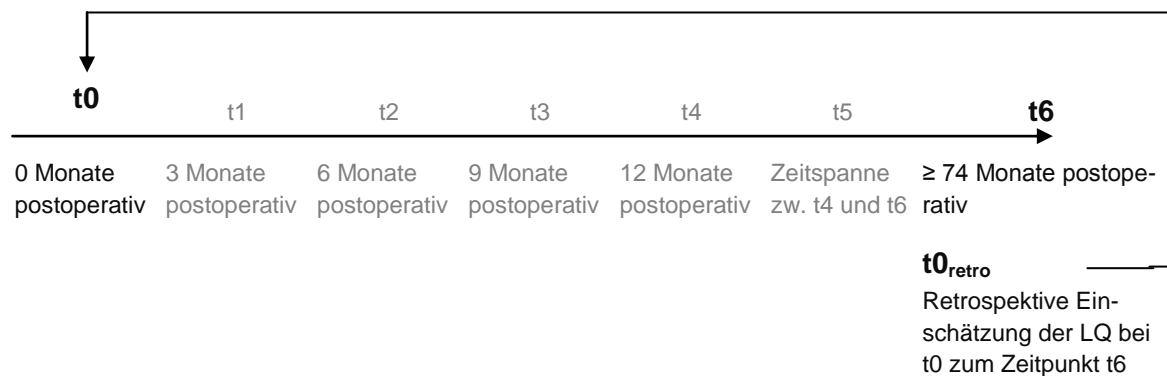 t0 t1 t2 t3 t4 t5 t6
0 Monate 3 Monate 6 Monate 9 Monate 12 Monate Zeitspanne ≥ 74 Monate postope-
postoperativ postoperativ postoperativ postoperativ postoperativ zw. t4 und t6 rativ
t0retro
Retrospektive Ein-
schätzung der LQ bei
t0 zum Zeitpunkt t6